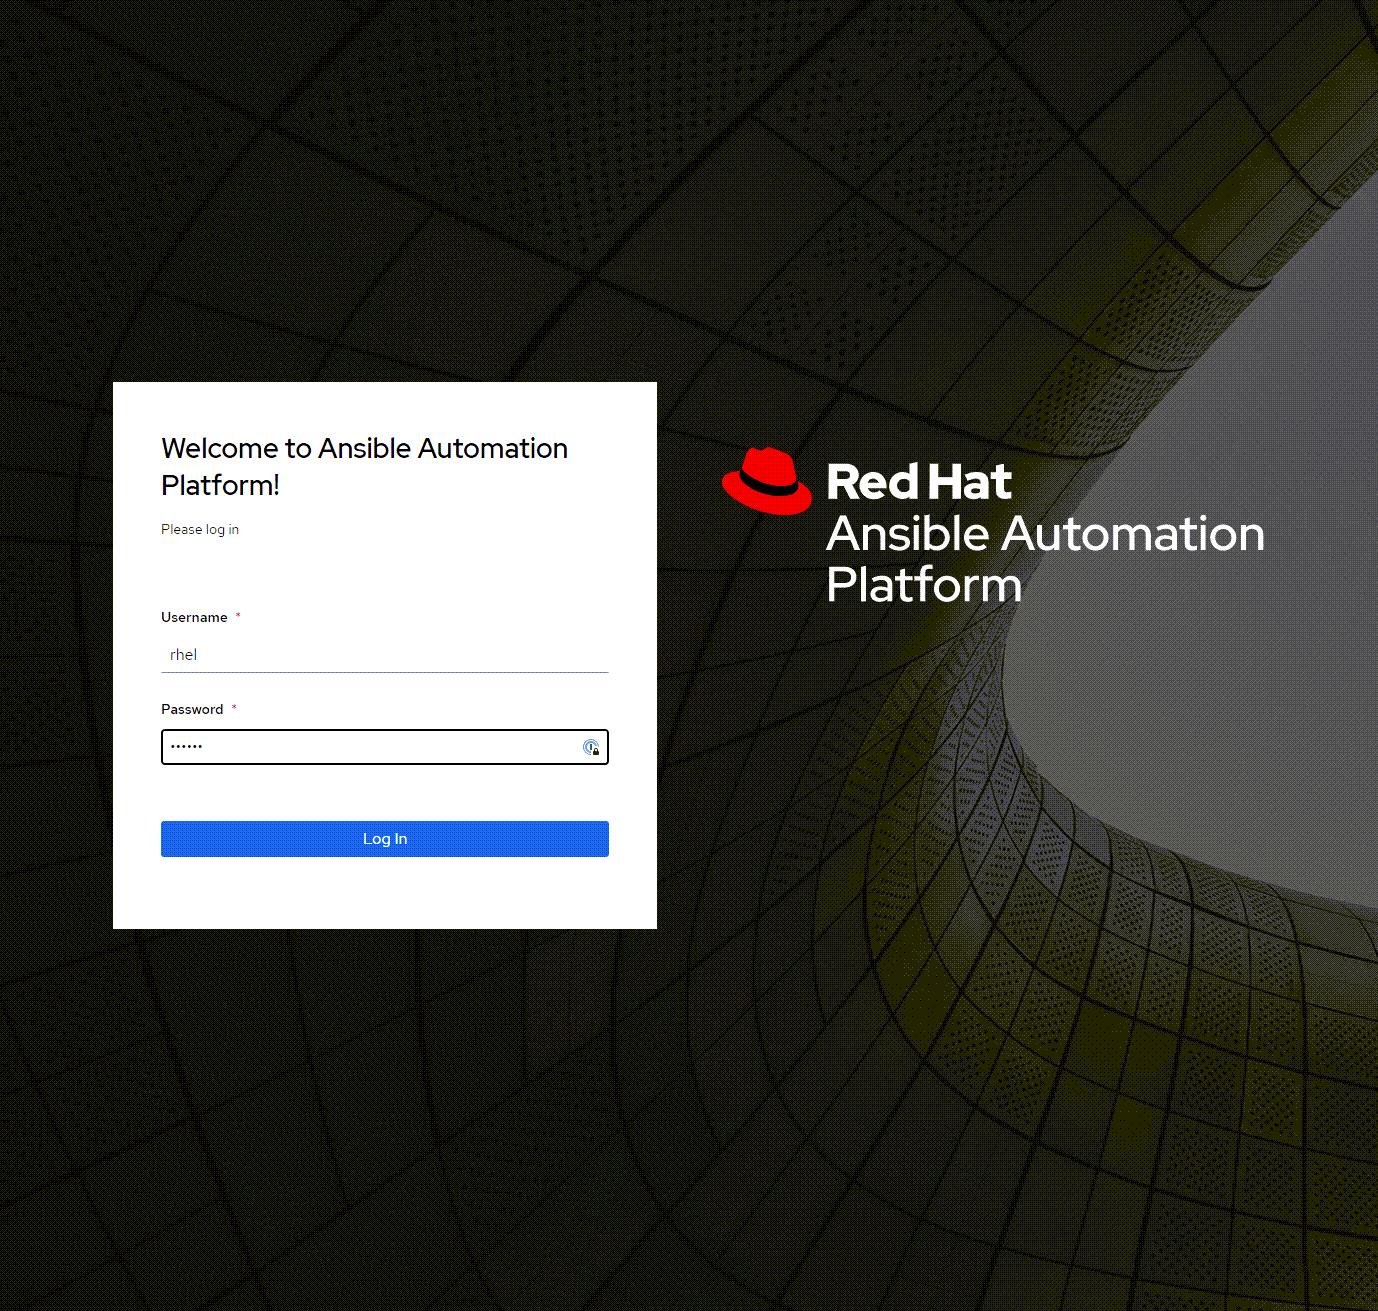 Welcome to Ansible Automation
Platform!
Please log in
Username *
rhel
Password *
••••••
Log In
Red Hat
Ansible Automation
Platform